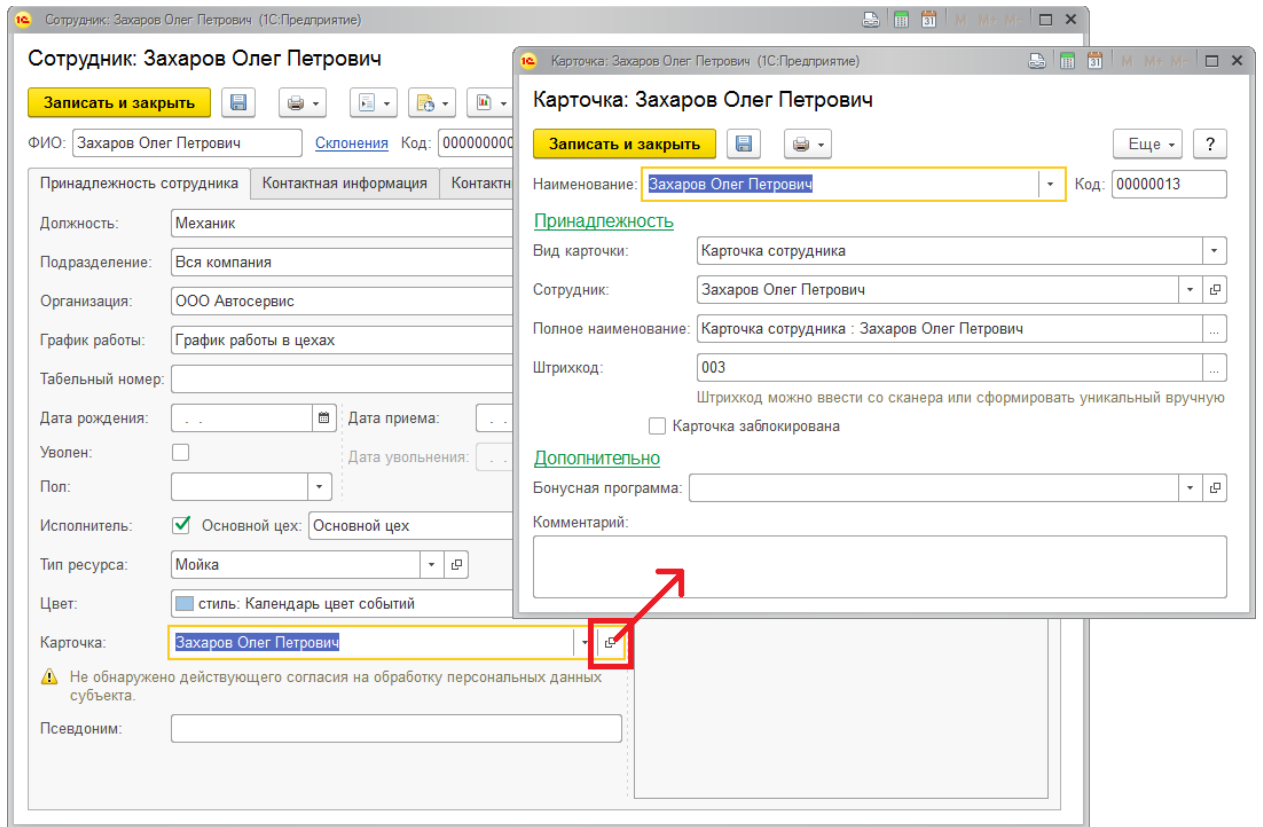 Сотрудник: Захаров Олег Петрович (1С:Предприятие)
M M+ M-
Сотрудник: Захаров Олег Петрович
Записать и закрыть
ФИО: Захаров Олег Петрович Склонения Код: 000000000
Принадлежность сотрудника Контактная информация Контактн
Должность: Механик
Подразделение: Вся компания
Организация: ООО Автосервис
График работы: График работы в цехах
Табельный номер:
Дата рождения: . . Дата приема: . .
Уволен: Дата увольнения: . .
Пол:
Исполнитель: Основной цех: Основной цех
Тип ресурса: Мойка
Цвет: стиль: Календарь цвет событий
Карточка: Захаров Олег Петрович
Не обнаружено действующего согласия на обработку персональных данных
субъекта.
Псевдоним:
Карточка: Захаров Олег Петрович (1С:Предприятие)
M M+ M-
Карточка: Захаров Олег Петрович
Записать и закрыть Еще ?
Наименование: Захаров Олег Петрович Код: 00000013
Принадлежность
Вид карточки: Карточка сотрудника
Сотрудник: Захаров Олег Петрович
Полное наименование: Карточка сотрудника : Захаров Олег Петрович ...
Штрихкод: 003 ...
Штрихкод можно ввести со сканера или сформировать уникальный вручную
Карточка заблокирована
Дополнительно
Бонусная программа:
Комментарий: